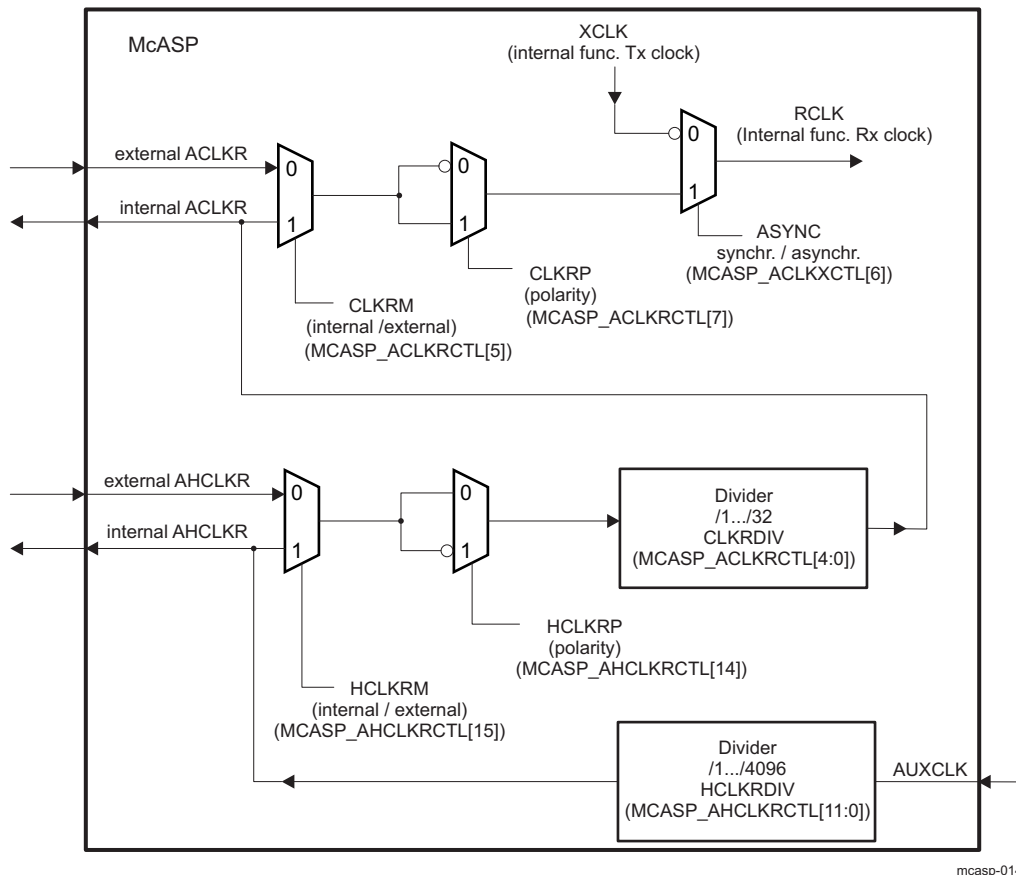 McASP
XCLK
(internal func. Tx clock)
RCLK
(Internal func. Rx clock)
external ACLKR
0
0
0
internal ACLKR
1
1
1
ASYNC
synchr. / asynchr.
(MCASP_ACLKXCTL[6])
CLKRP
(polarity)
(MCASP_ACLKRCTL[7])
CLKRM
(internal /external)
(MCASP_ACLKRCTL[5])
external AHCLKR
0
0
internal AHCLKR
1
1
Divider
/1.../32
CLKRDIV
(MCASP_ACLKRCTL[4:0])
HCLKRP
(polarity)
(MCASP_AHCLKRCTL[14])
HCLKRM
(internal / external)
(MCASP_AHCLKRCTL[15])
Divider
/1.../4096
HCLKRDIV
(MCASP_AHCLKRCTL[11:0])
AUXCLK
mcasp-014